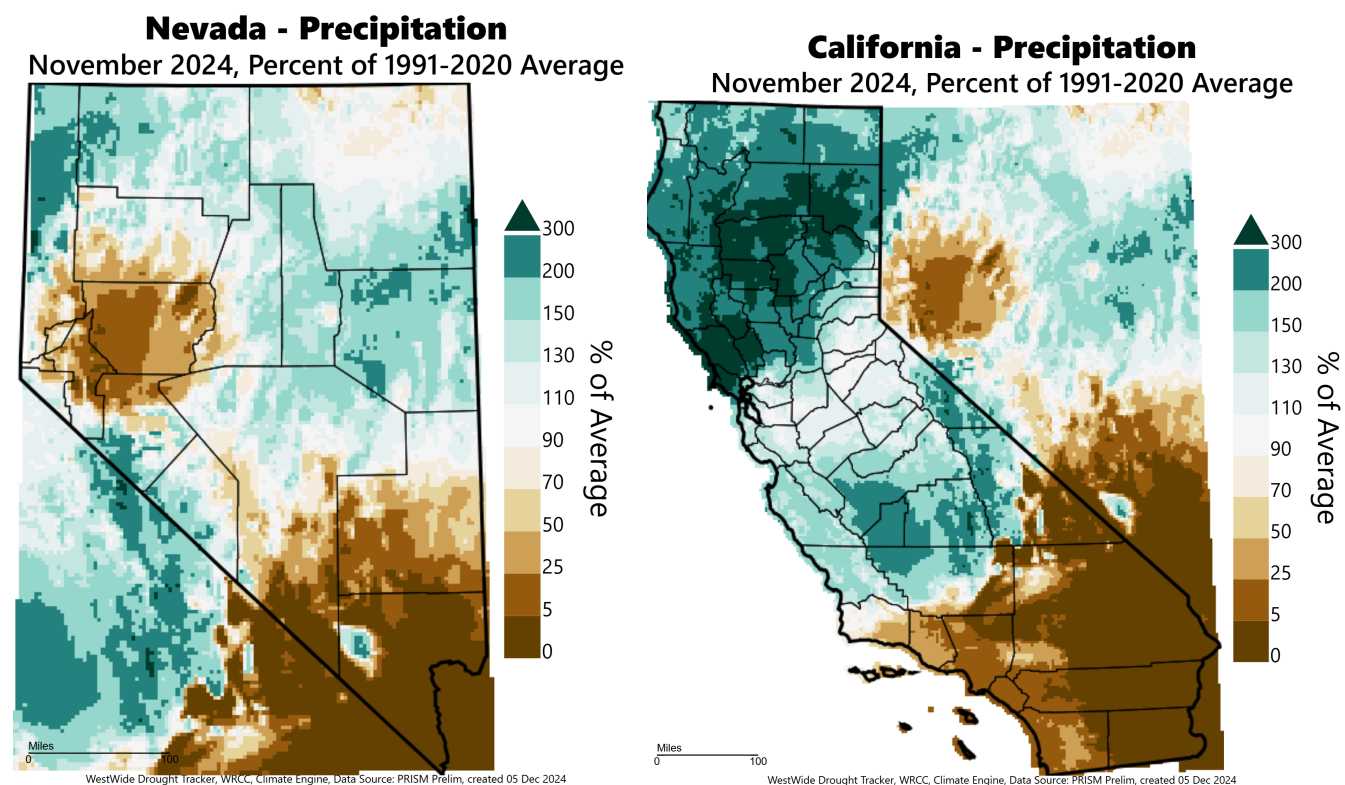 Nevada - Precipitation
November 2024, Percent of 1991-2020 Average
300
200
150
130
110
90
70
50
25
5
0
% of Average
Miles
0 100
WestWide Drought Tracker, WRCC, Climate Engine, Data Source: PRISM Prelim, created 05 Dec 2024
California - Precipitation
November 2024, Percent of 1991-2020 Average
300
200
150
130
110
90
70
50
25
5
0
% of Average
Miles
0 100
WestWide Drought Tracker, WRCC, Climate Engine, Data Source: PRISM Prelim, created 05 Dec 2024